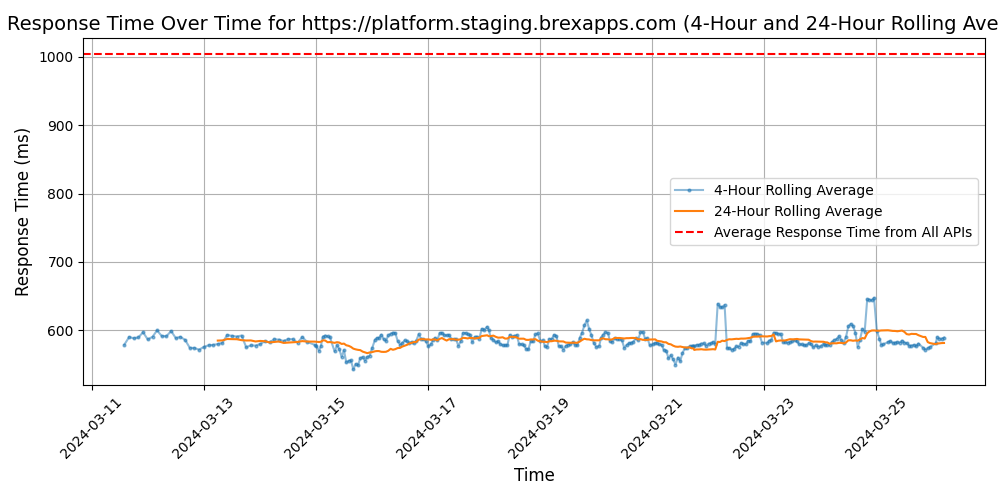 Response Time Over Time for https://platform.staging.brexapps.com (4-Hour and 24-Hour Rolling Ave
1000
900
800
700
600
Response Time (ms)
4-Hour Rolling Average
24-Hour Rolling Average
Average Response Time from All APIs
2024-03-11
2024-03-13
2024-03-15
2024-03-17
2024-03-19
2024-03-21
2024-03-23
2024-03-25
Time